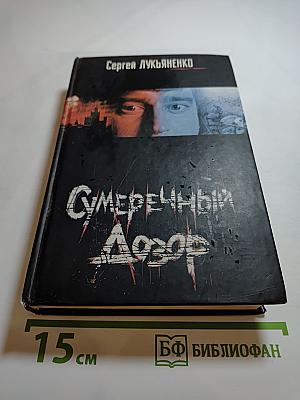 Сергей ЛУКЬЯНЕНКО
Сумеречный
Дозор
15 см
БФ БИБЛИОФАН